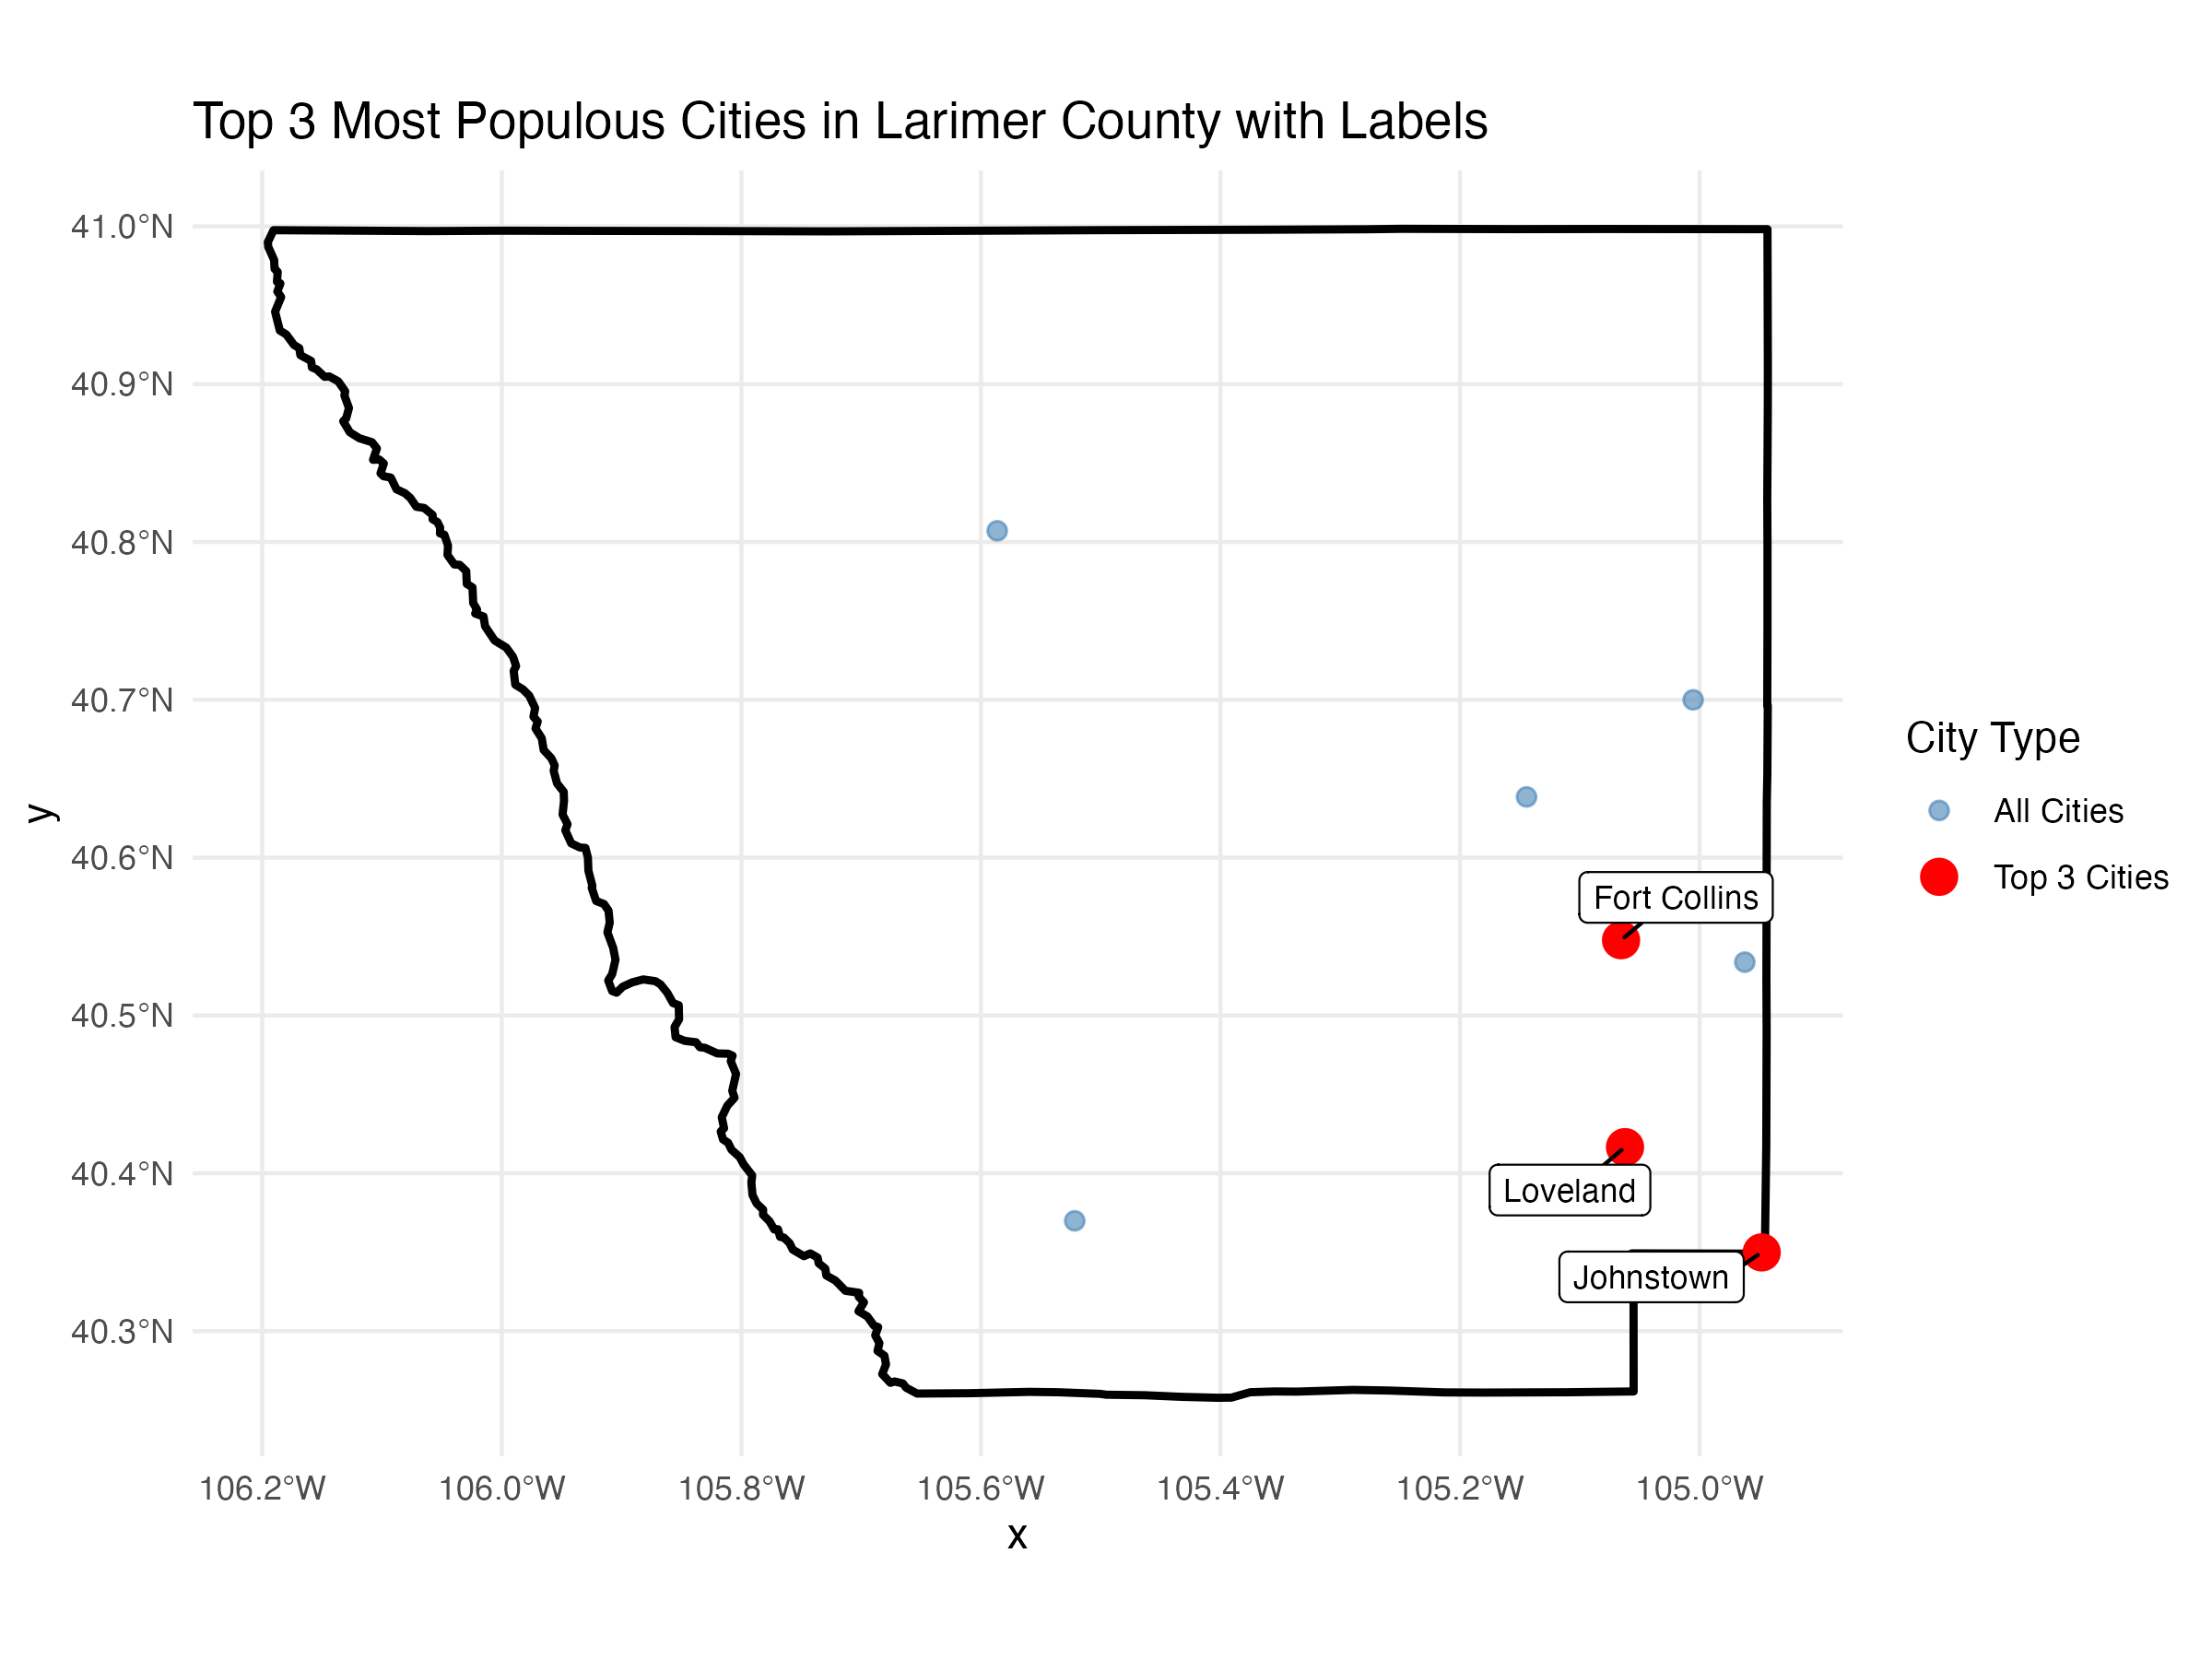 Top 3 Most Populous Cities in Larimer County with Labels
41.0°N
40.9°N
40.8°N
40.7°N
40.6°N
40.5°N
40.4°N
40.3°N
y
Fort Collins
Loveland
Johnstown
106.2°W
106.0°W
105.8°W
105.6°W
105.4°W
105.2°W
105.0°W
x
City Type
All Cities
Top 3 Cities